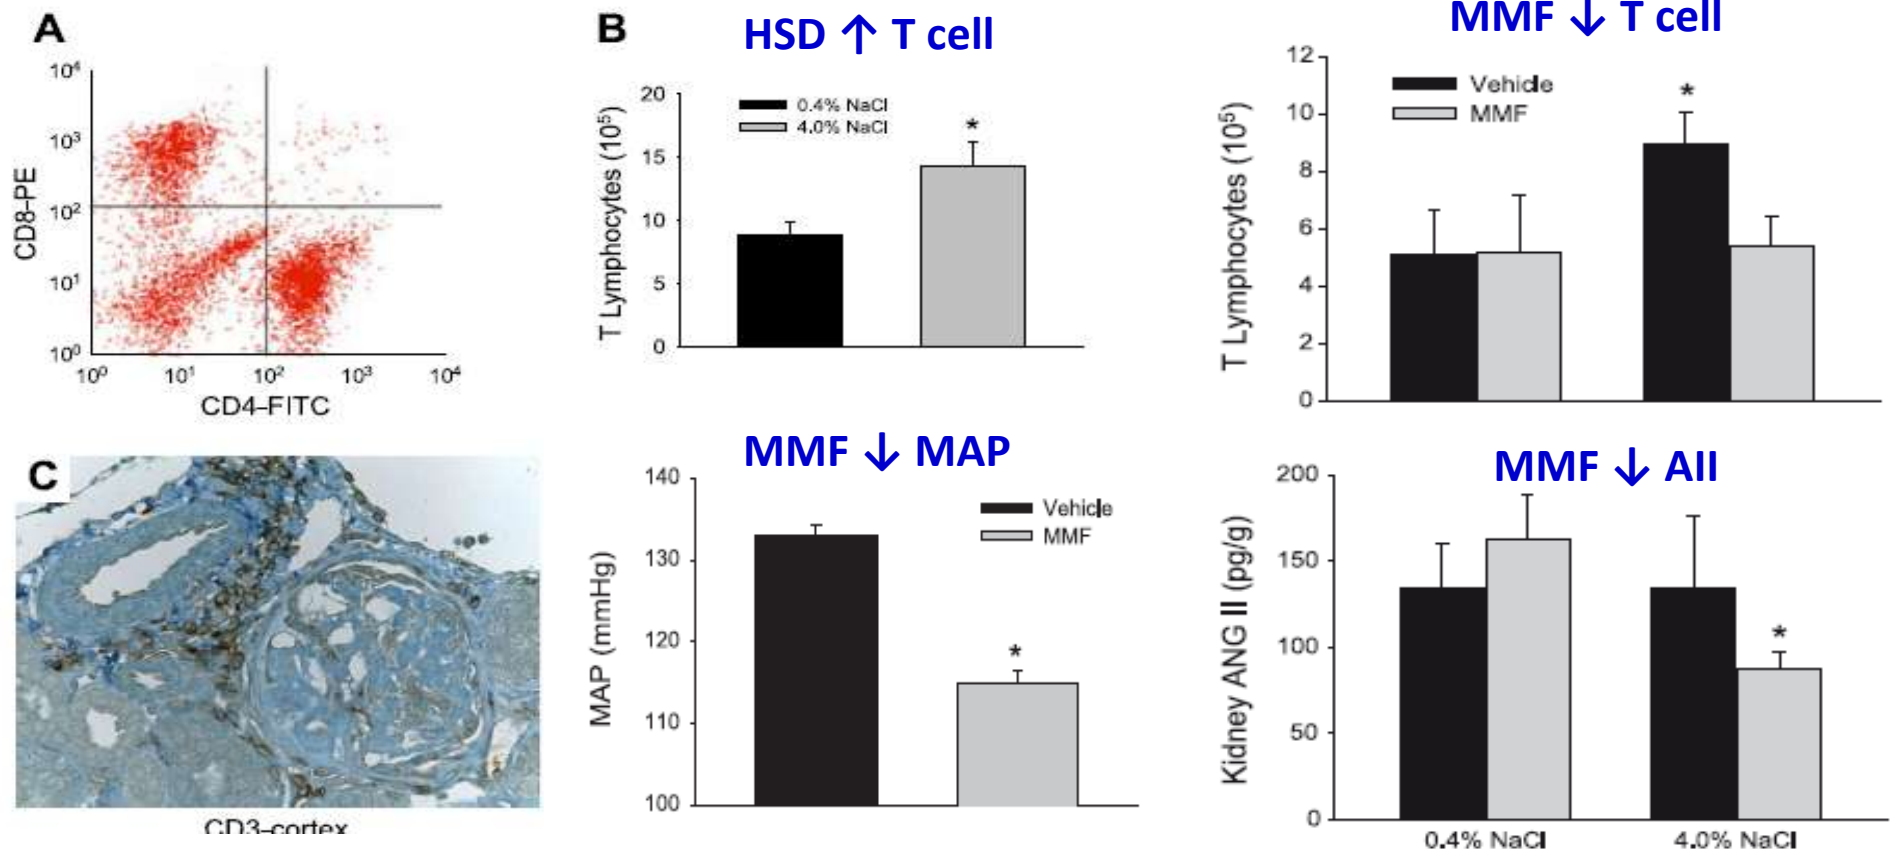 A
10⁴
10³
10²
10¹
10⁰
CD8-PE
10⁰ 10¹ 10² 10³ 10⁴
CD4-FITC
B
HSD ↑ T cell
20
15
10
5
0
T Lymphocytes (10⁵)
0.4% NaCl
4.0% NaCl
*
MMF ↓ T cell
12
10
8
6
4
2
0
T Lymphocytes (10⁵)
Vehicle
MMF
*
C
CD3-cortex
MMF ↓ MAP
140
130
120
110
100
MAP (mmHg)
Vehicle
MMF
*
MMF ↓ AII
200
150
100
50
0
Kidney ANG II (pg/g)
*
0.4% NaCl 4.0% NaCl